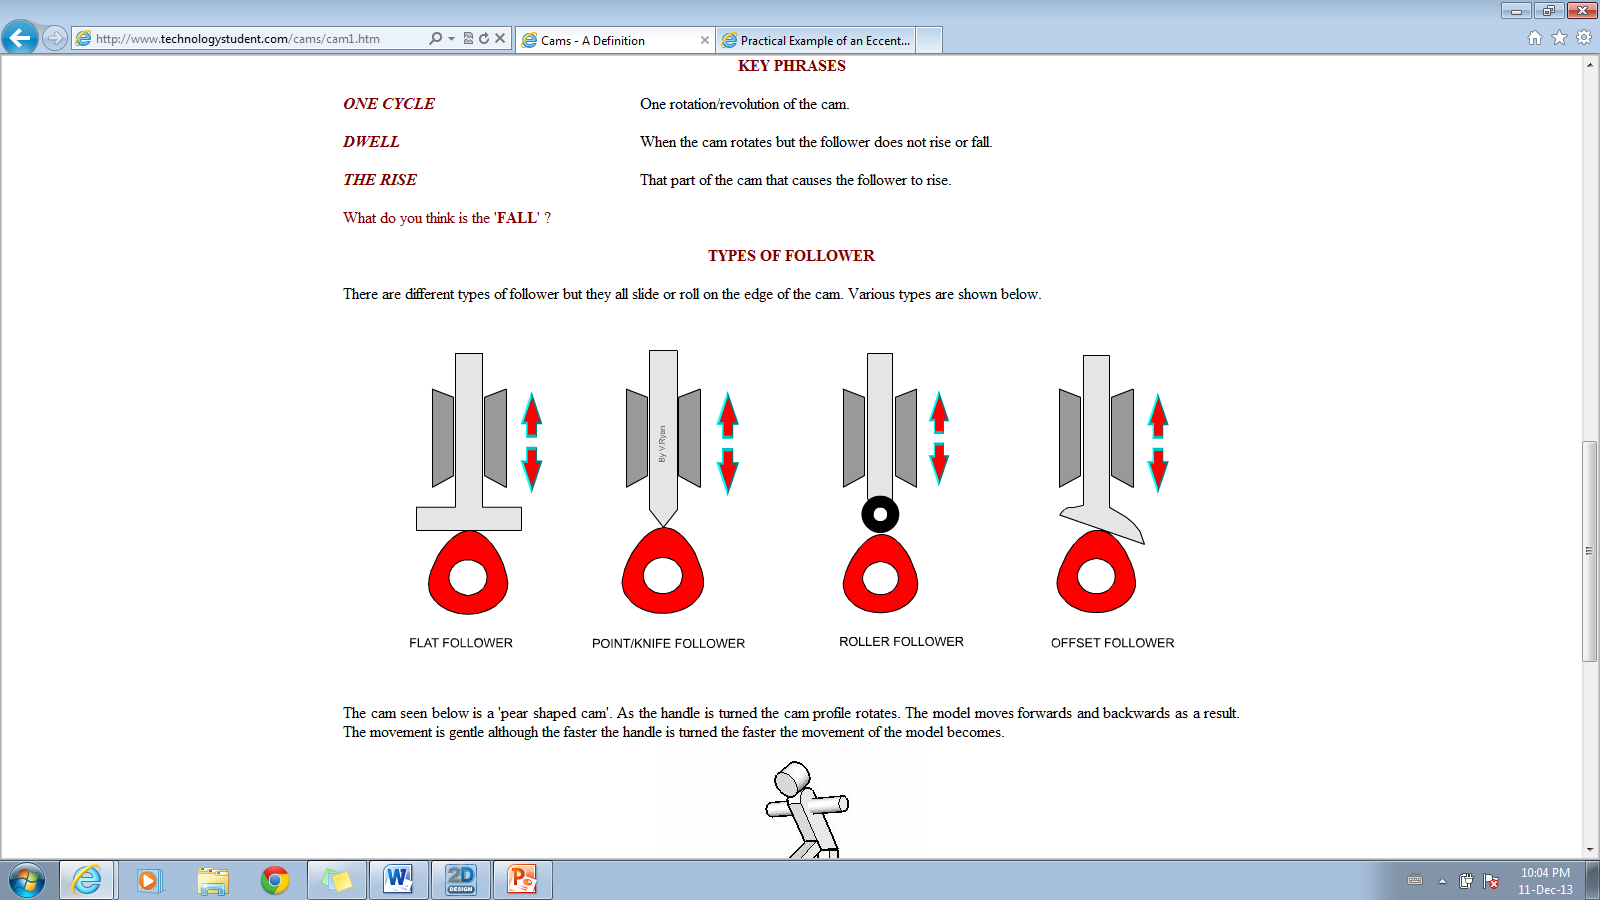 http://www.technologystudent.com/cams/cam1.htm
Cams - A Definition
Practical Example of an Eccent...
KEY PHRASES
ONE CYCLE One rotation/revolution of the cam.
DWELL When the cam rotates but the follower does not rise or fall.
THE RISE That part of the cam that causes the follower to rise.
What do you think is the 'FALL' ?
TYPES OF FOLLOWER
There are different types of follower but they all slide or roll on the edge of the cam. Various types are shown below.
By V.Ryan
FLAT FOLLOWER
POINT/KNIFE FOLLOWER
ROLLER FOLLOWER
OFFSET FOLLOWER
The cam seen below is a 'pear shaped cam'. As the handle is turned the cam profile rotates. The model moves forwards and backwards as a result.
The movement is gentle although the faster the handle is turned the faster the movement of the model becomes.
W
2D
DESIGN
P
10:04 PM
11-Dec-13